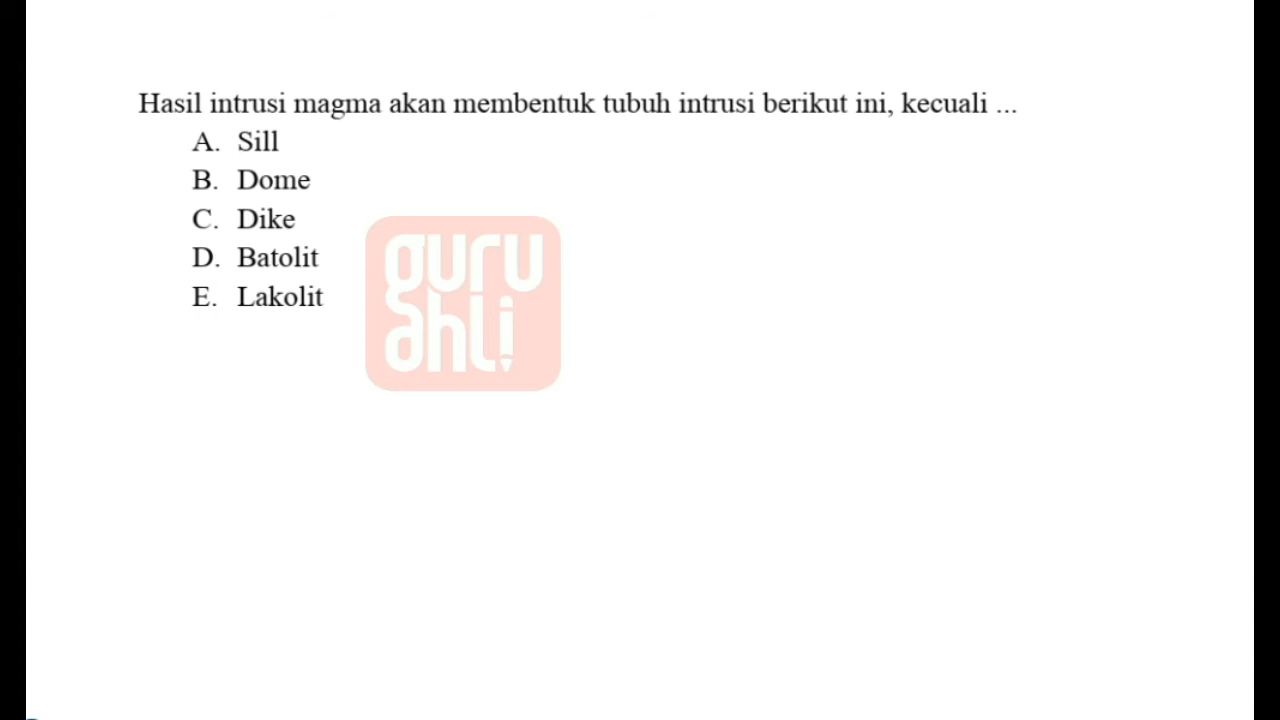 Hasil intrusi magma akan membentuk tubuh intrusi berikut ini, kecuali ...
A. Sill
B. Dome
C. Dike
D. Batolit
E. Lakolit
guru
ahli